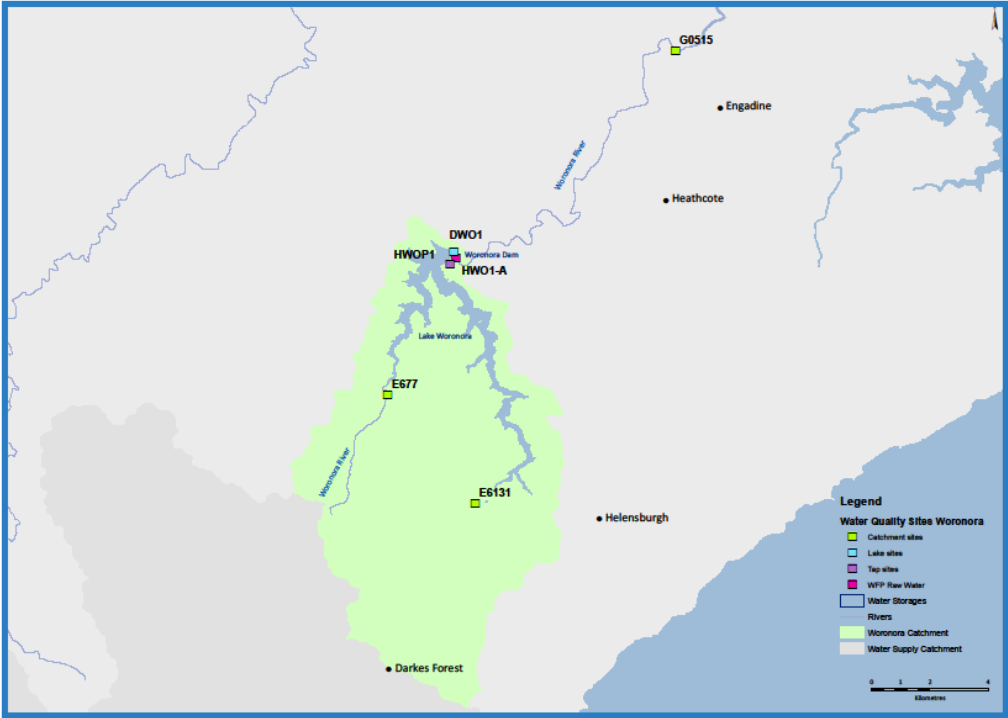 G0515
Engadine
Woronora River
Heathcote
DWO1
HWOP1
Woronora Dam
HWO1-A
Lake Woronora
E677
Woronora River
E6131
Helensburgh
Darkes Forest
Legend
Water Quality Sites Woronora
Catchment sites
Lake sites
Tap sites
WFP Raw Water
Water Storages
Rivers
Woronora Catchment
Water Supply Catchment
0 1 2 4
Kilometres